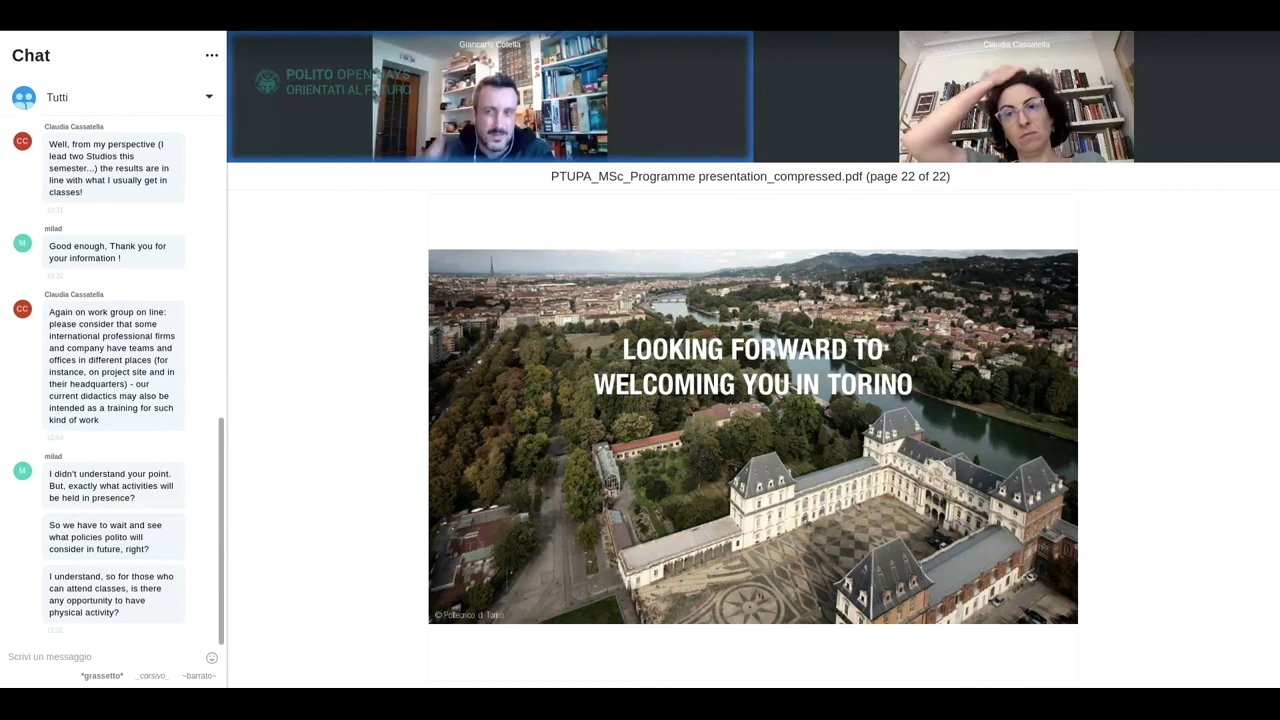 Chat
Tutti
Claudia Cassatella
CC
Well, from my perspective (I
lead two Studios this
semester...) the results are in
line with what I usually get in
classes!
10:31
milad
M
Good enough, Thank you for
your information !
10:32
Claudia Cassatella
CC
Again on work group on line:
please consider that some
international professional firms
and company have teams and
offices in different places (for
instance, on project site and in
their headquarters) - our
current didactics may also be
intended as a training for such
kind of work
10:54
milad
M
I didn't understand your point.
But, exactly what activities will
be held in presence?
So we have to wait and see
what policies polito will
consider in future, right?
I understand, so for those who
can attend classes, is there
any opportunity to have
physical activity?
Scrivi un messaggio
*grassetto* _corsivo_ ~barrato~
POLITO OPEN DAYS
ORIENTATI AL FUTURO
Giancarlo Cotella
Claudia Cassatella
PTUPA_MSc_Programme presentation_compressed.pdf (page 22 of 22)
LOOKING FORWARD TO
WELCOMING YOU IN TORINO
© Politecnico di Torino